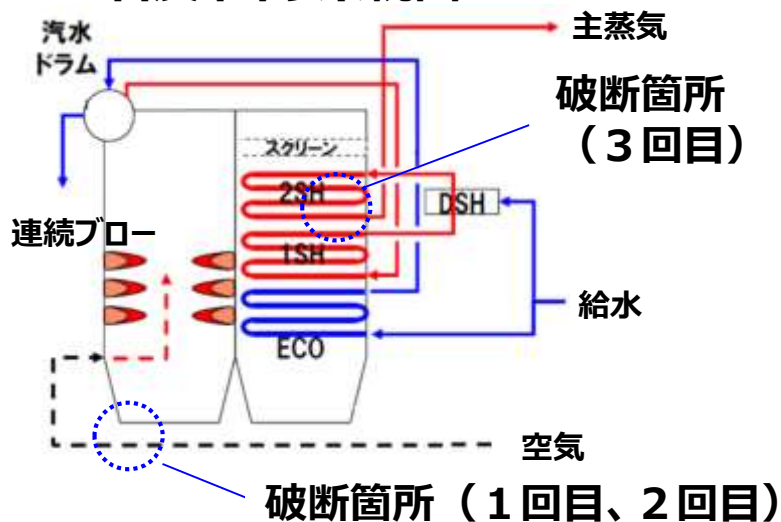 汽水
ドラム
主蒸気
破断箇所
（３回目）
スクリーン
2SH
DSH
連続ブロー
1SH
給水
ECO
空気
破断箇所（１回目、２回目）